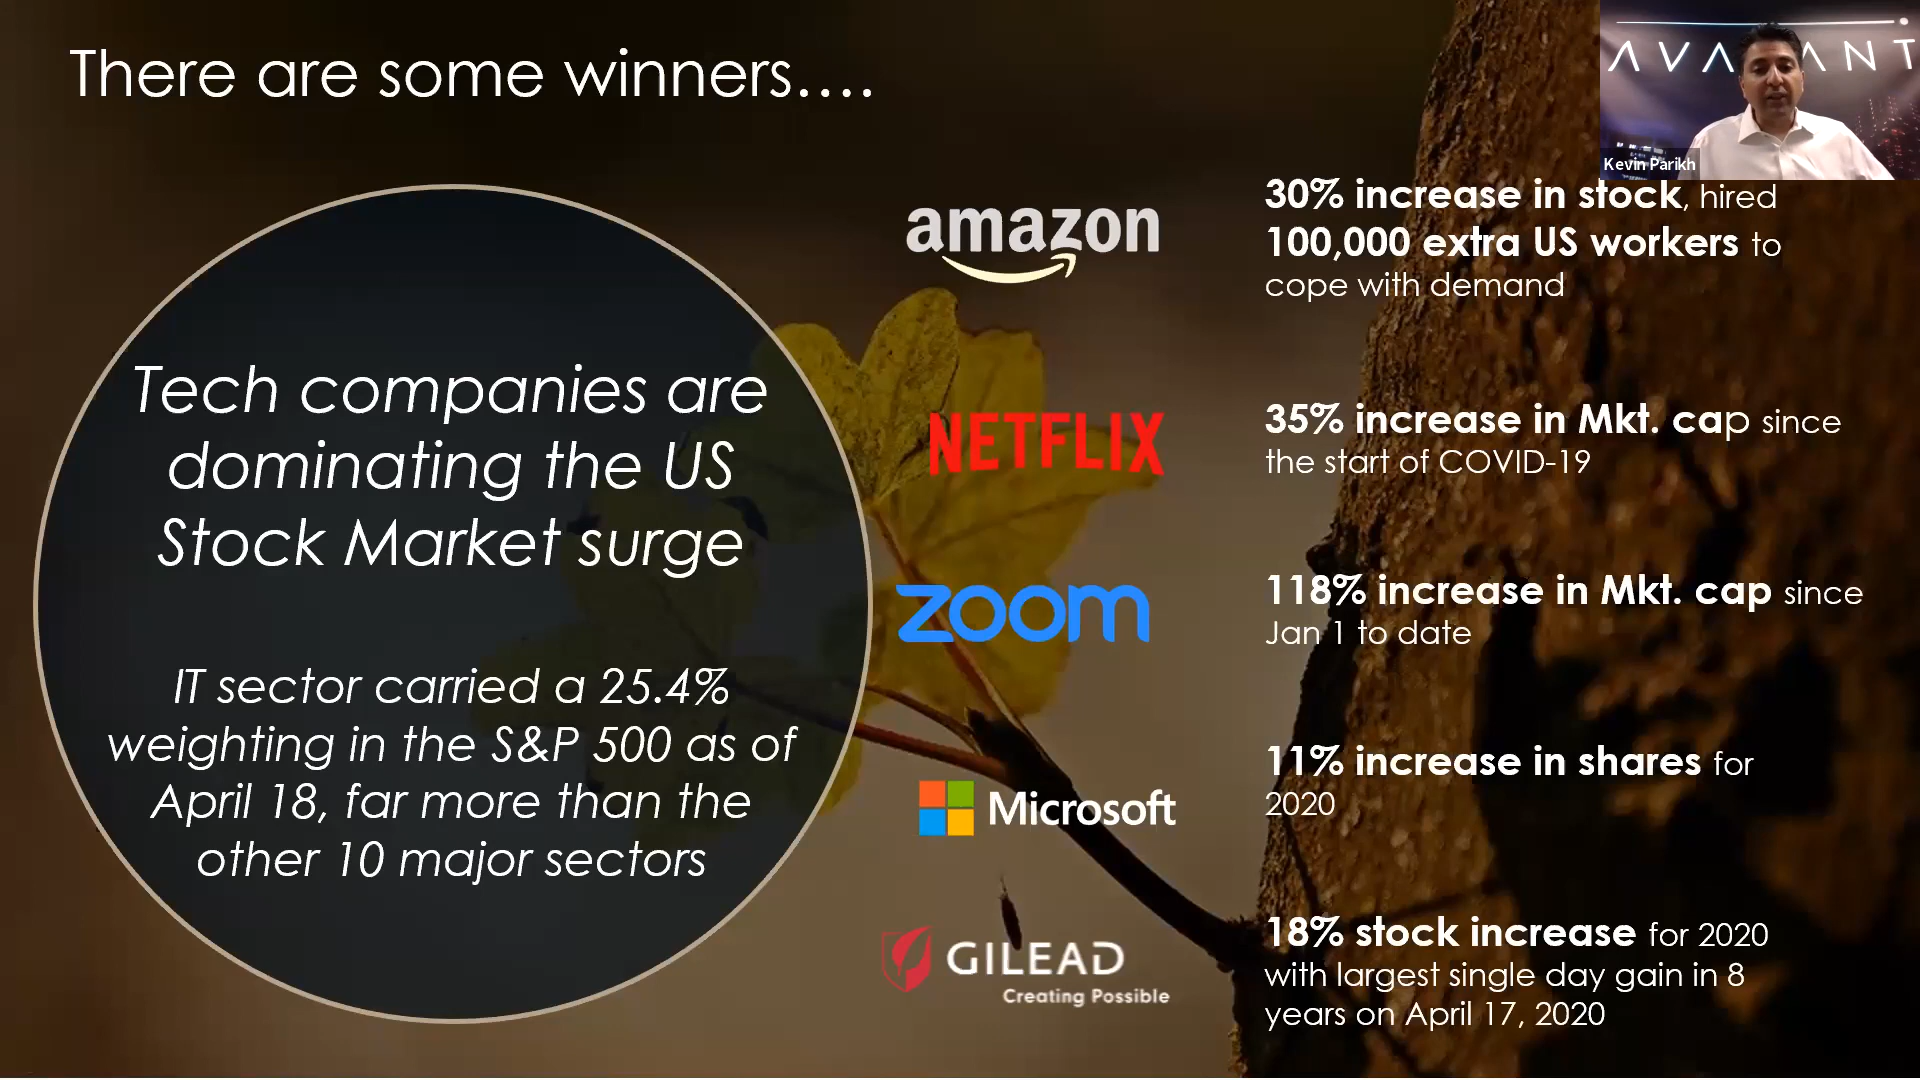 There are some winners....
AVASANT
Kevin Parikh
Tech companies are
dominating the US
Stock Market surge
IT sector carried a 25.4%
weighting in the S&P 500 as of
April 18, far more than the
other 10 major sectors
amazon
30% increase in stock, hired
100,000 extra US workers to
cope with demand
NETFLIX
35% increase in Mkt. cap since
the start of COVID-19
zoom
118% increase in Mkt. cap since
Jan 1 to date
Microsoft
11% increase in shares for
2020
GILEAD
Creating Possible
18% stock increase for 2020
with largest single day gain in 8
years on April 17, 2020